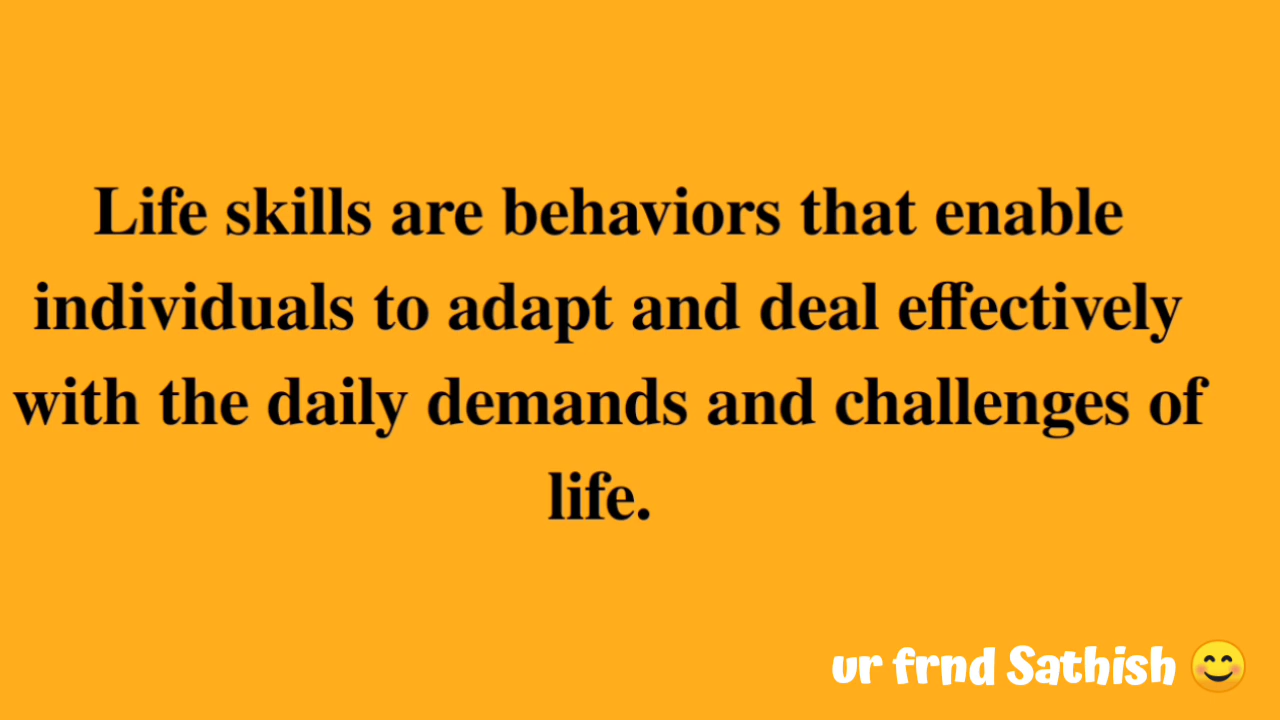 Life skills are behaviors that enable
individuals to adapt and deal effectively
with the daily demands and challenges of
life.
ur frnd Sathish 😊